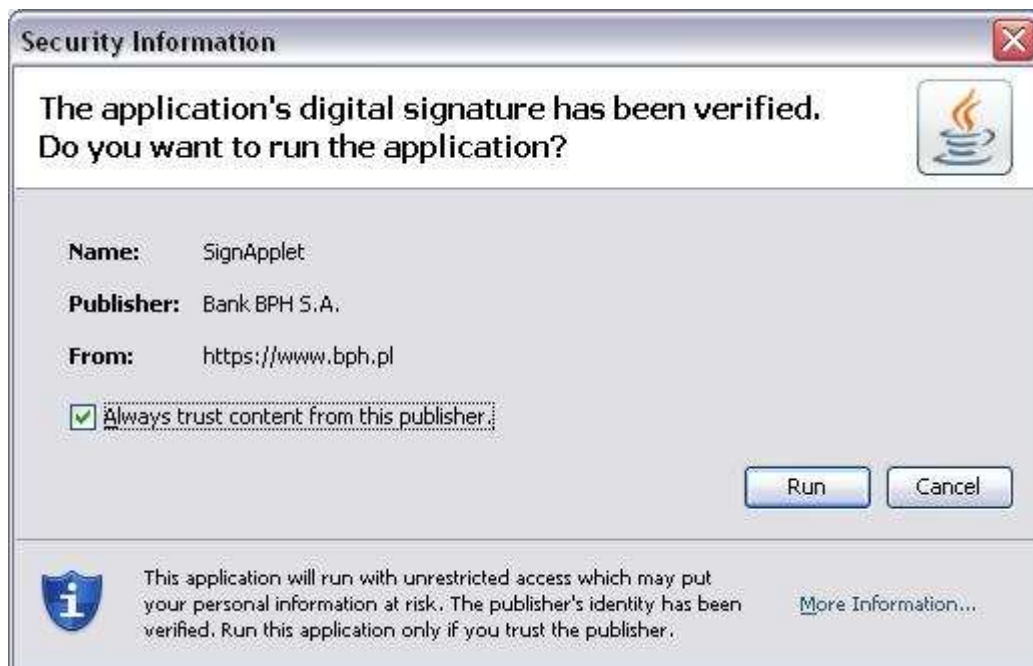 Security Information
The application's digital signature has been verified.
Do you want to run the application?
Name: SignApplet
Publisher: Bank BPH S.A.
From: https://www.bph.pl
Always trust content from this publisher.
Run Cancel
This application will run with unrestricted access which may put
your personal information at risk. The publisher's identity has been
verified. Run this application only if you trust the publisher.
More Information...